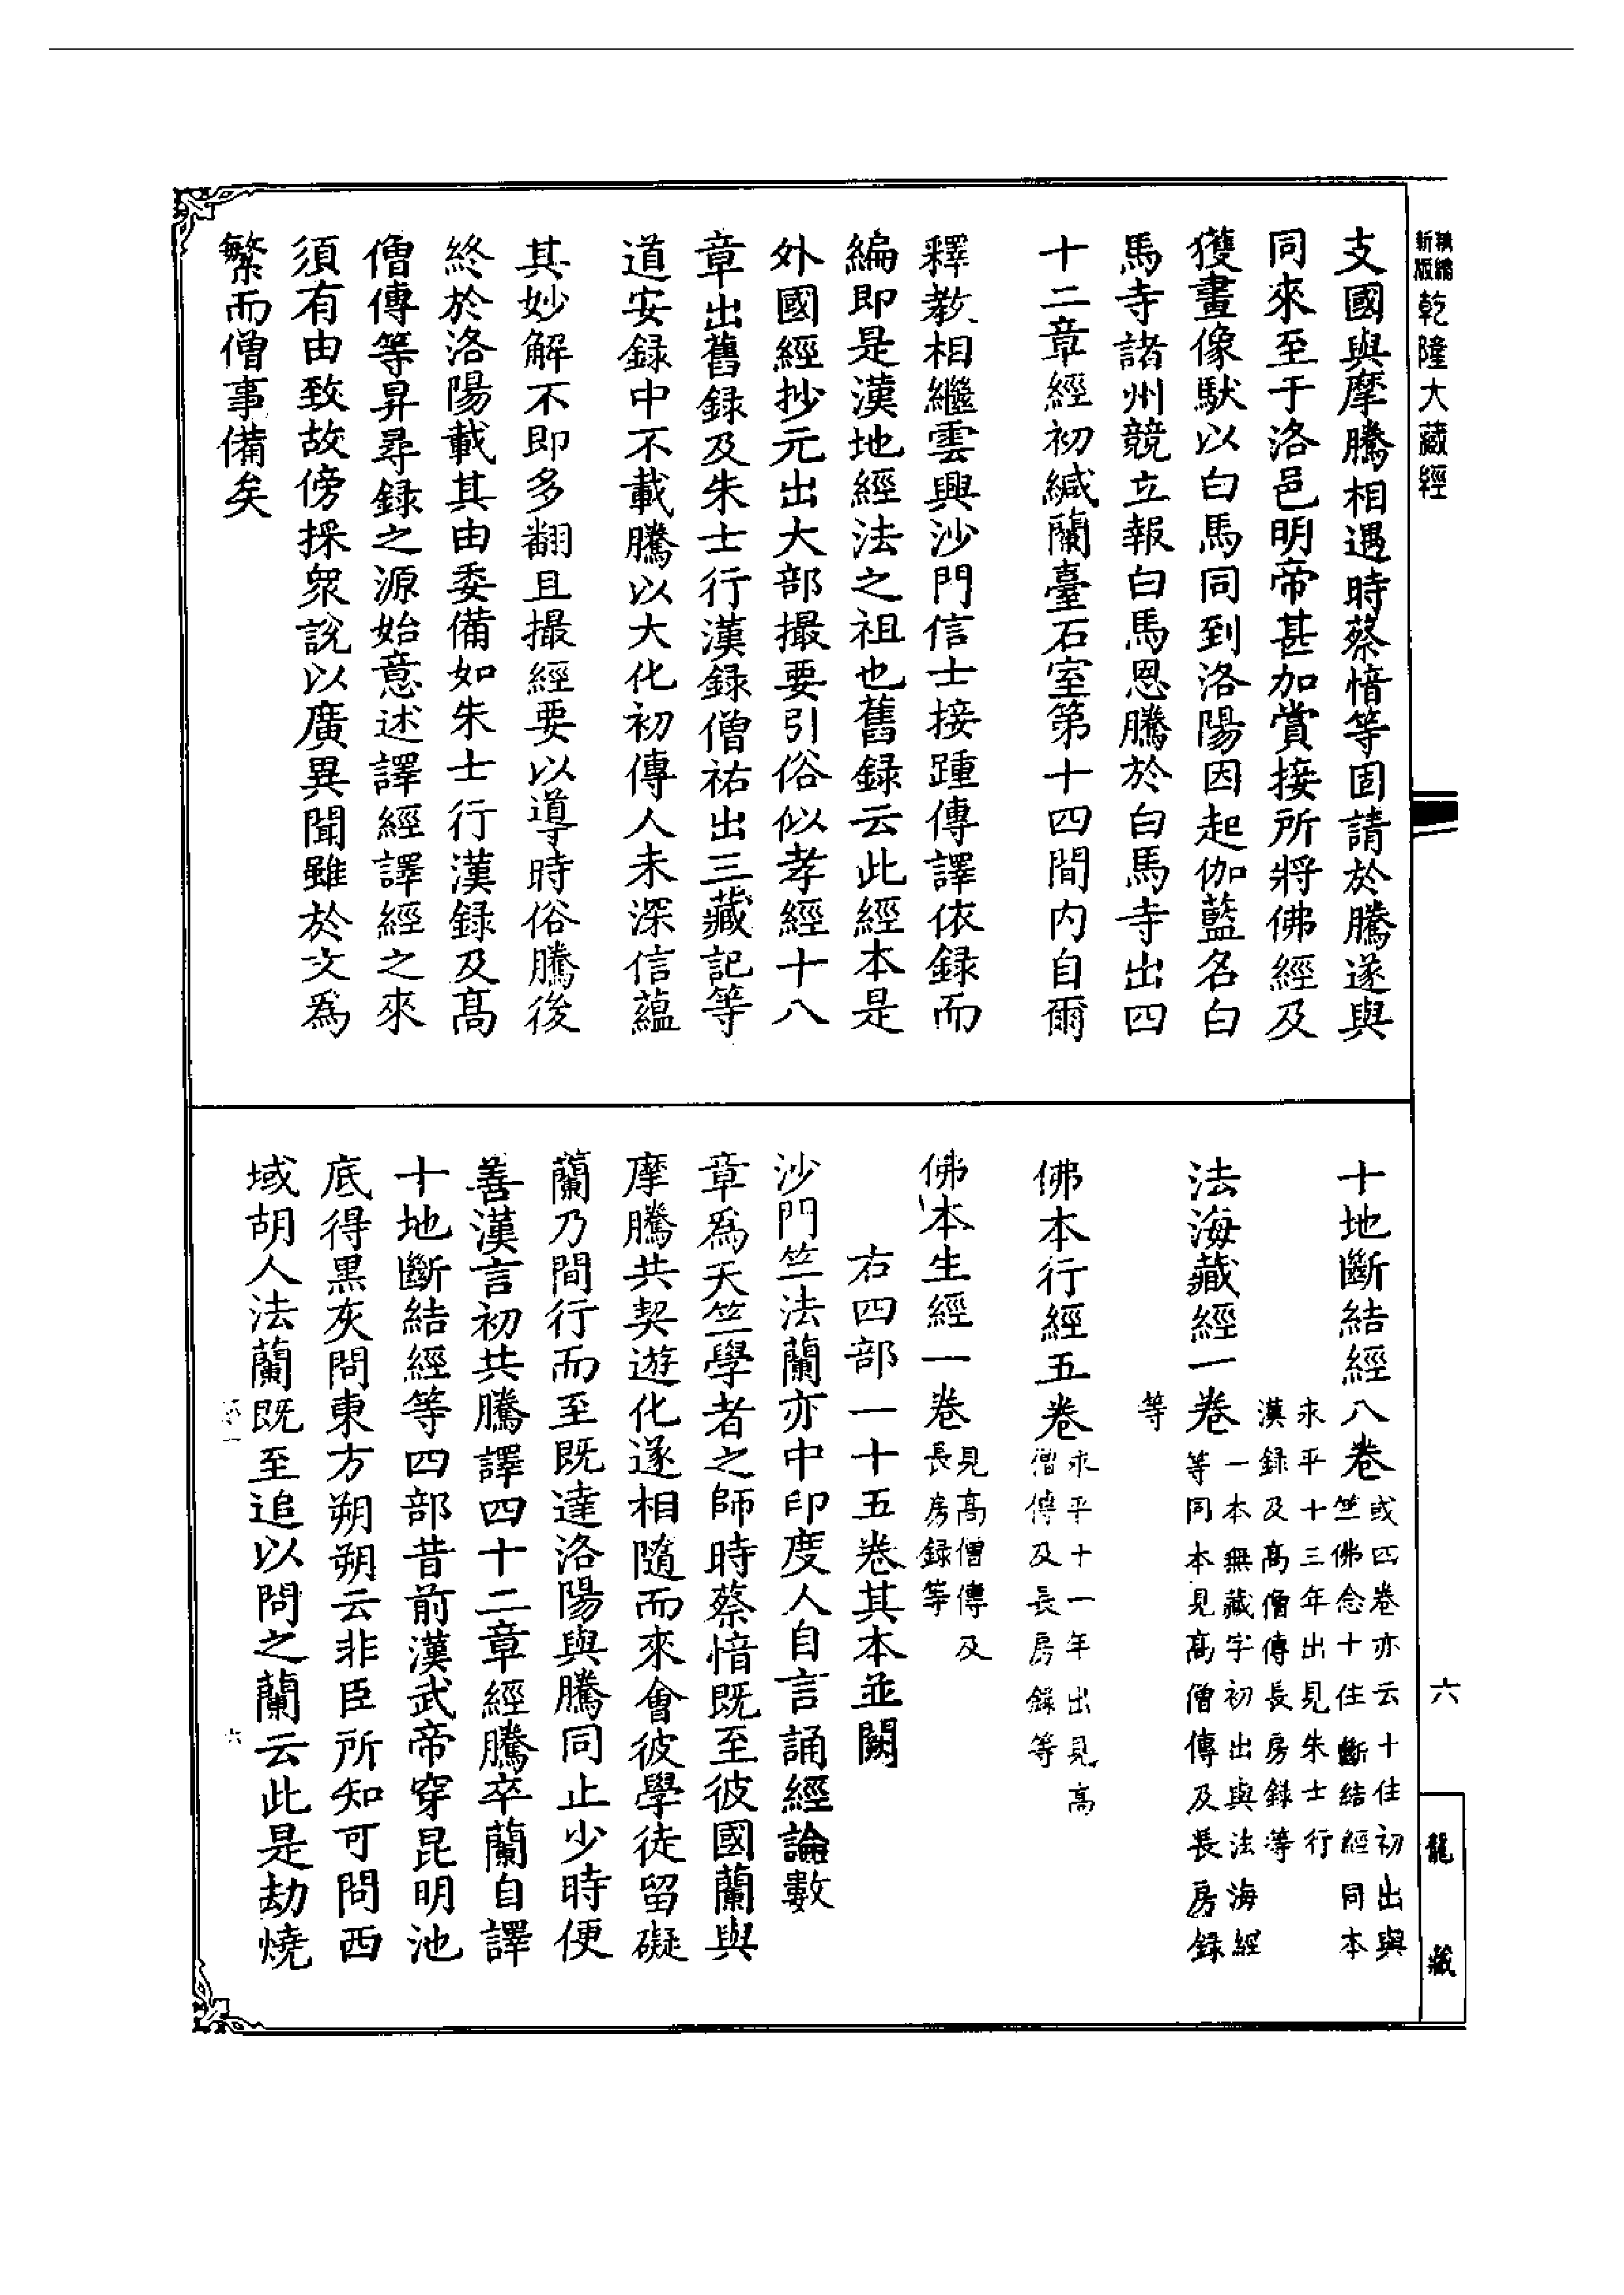 新編
縮版
乾隆大藏經
支國與摩騰相遇時蔡愔等固請於騰遂與
同來至于洛邑明帝甚加賞接所將佛經及
獲畫像馱以白馬同到洛陽因起伽藍名白
馬寺諸州競立報白馬恩騰於白馬寺出四
十二章經初緘蘭臺石室第十四間内自爾
釋教相繼雲興沙門信士接踵傳譯依録而
編即是漢地經法之祖也舊録云此經本是
外國經抄元出大部撮要引俗似孝經十八
章出舊録及朱士行漢録僧祐出三藏記等
道安録中不載騰以大化初傳人未深信蘊
其妙解不即多翻且撮經要以導時俗騰後
終於洛陽載其由委備如朱士行漢録及高
僧傳等昇尋録之源始意述譯經譯經之來
須有由致故傍採眾說以廣異聞雖於文為
繁而僧事備矣
十地斷結經八卷
或四卷亦云十住初出與
竺佛念十住斷結經同本
永平十三年出見朱士行
漢録及高僧傳長房録等
法海藏經一卷
一本無藏字初出與法海經
等同本見高僧傳及長房録
等
佛本行經五卷
永平十一年出見高
僧傳及長房録等
佛本生經一卷
見高僧傳及
長房録等
右四部一十五卷其本並闕
沙門竺法蘭亦中印度人自言誦經論數
章為天竺學者之師時蔡愔既至彼國蘭與
摩騰共契遊化遂相隨而來會彼學徒留礙
蘭乃間行而至既達洛陽與騰同止少時便
善漢言初共騰譯四十二章經騰卒蘭自譯
十地斷結經等四部昔前漢武帝穿昆明池
底得黑灰問東方朔朔云非臣所知可問西
域胡人法蘭既至追以問之蘭云此是劫燒
六
六
龍藏